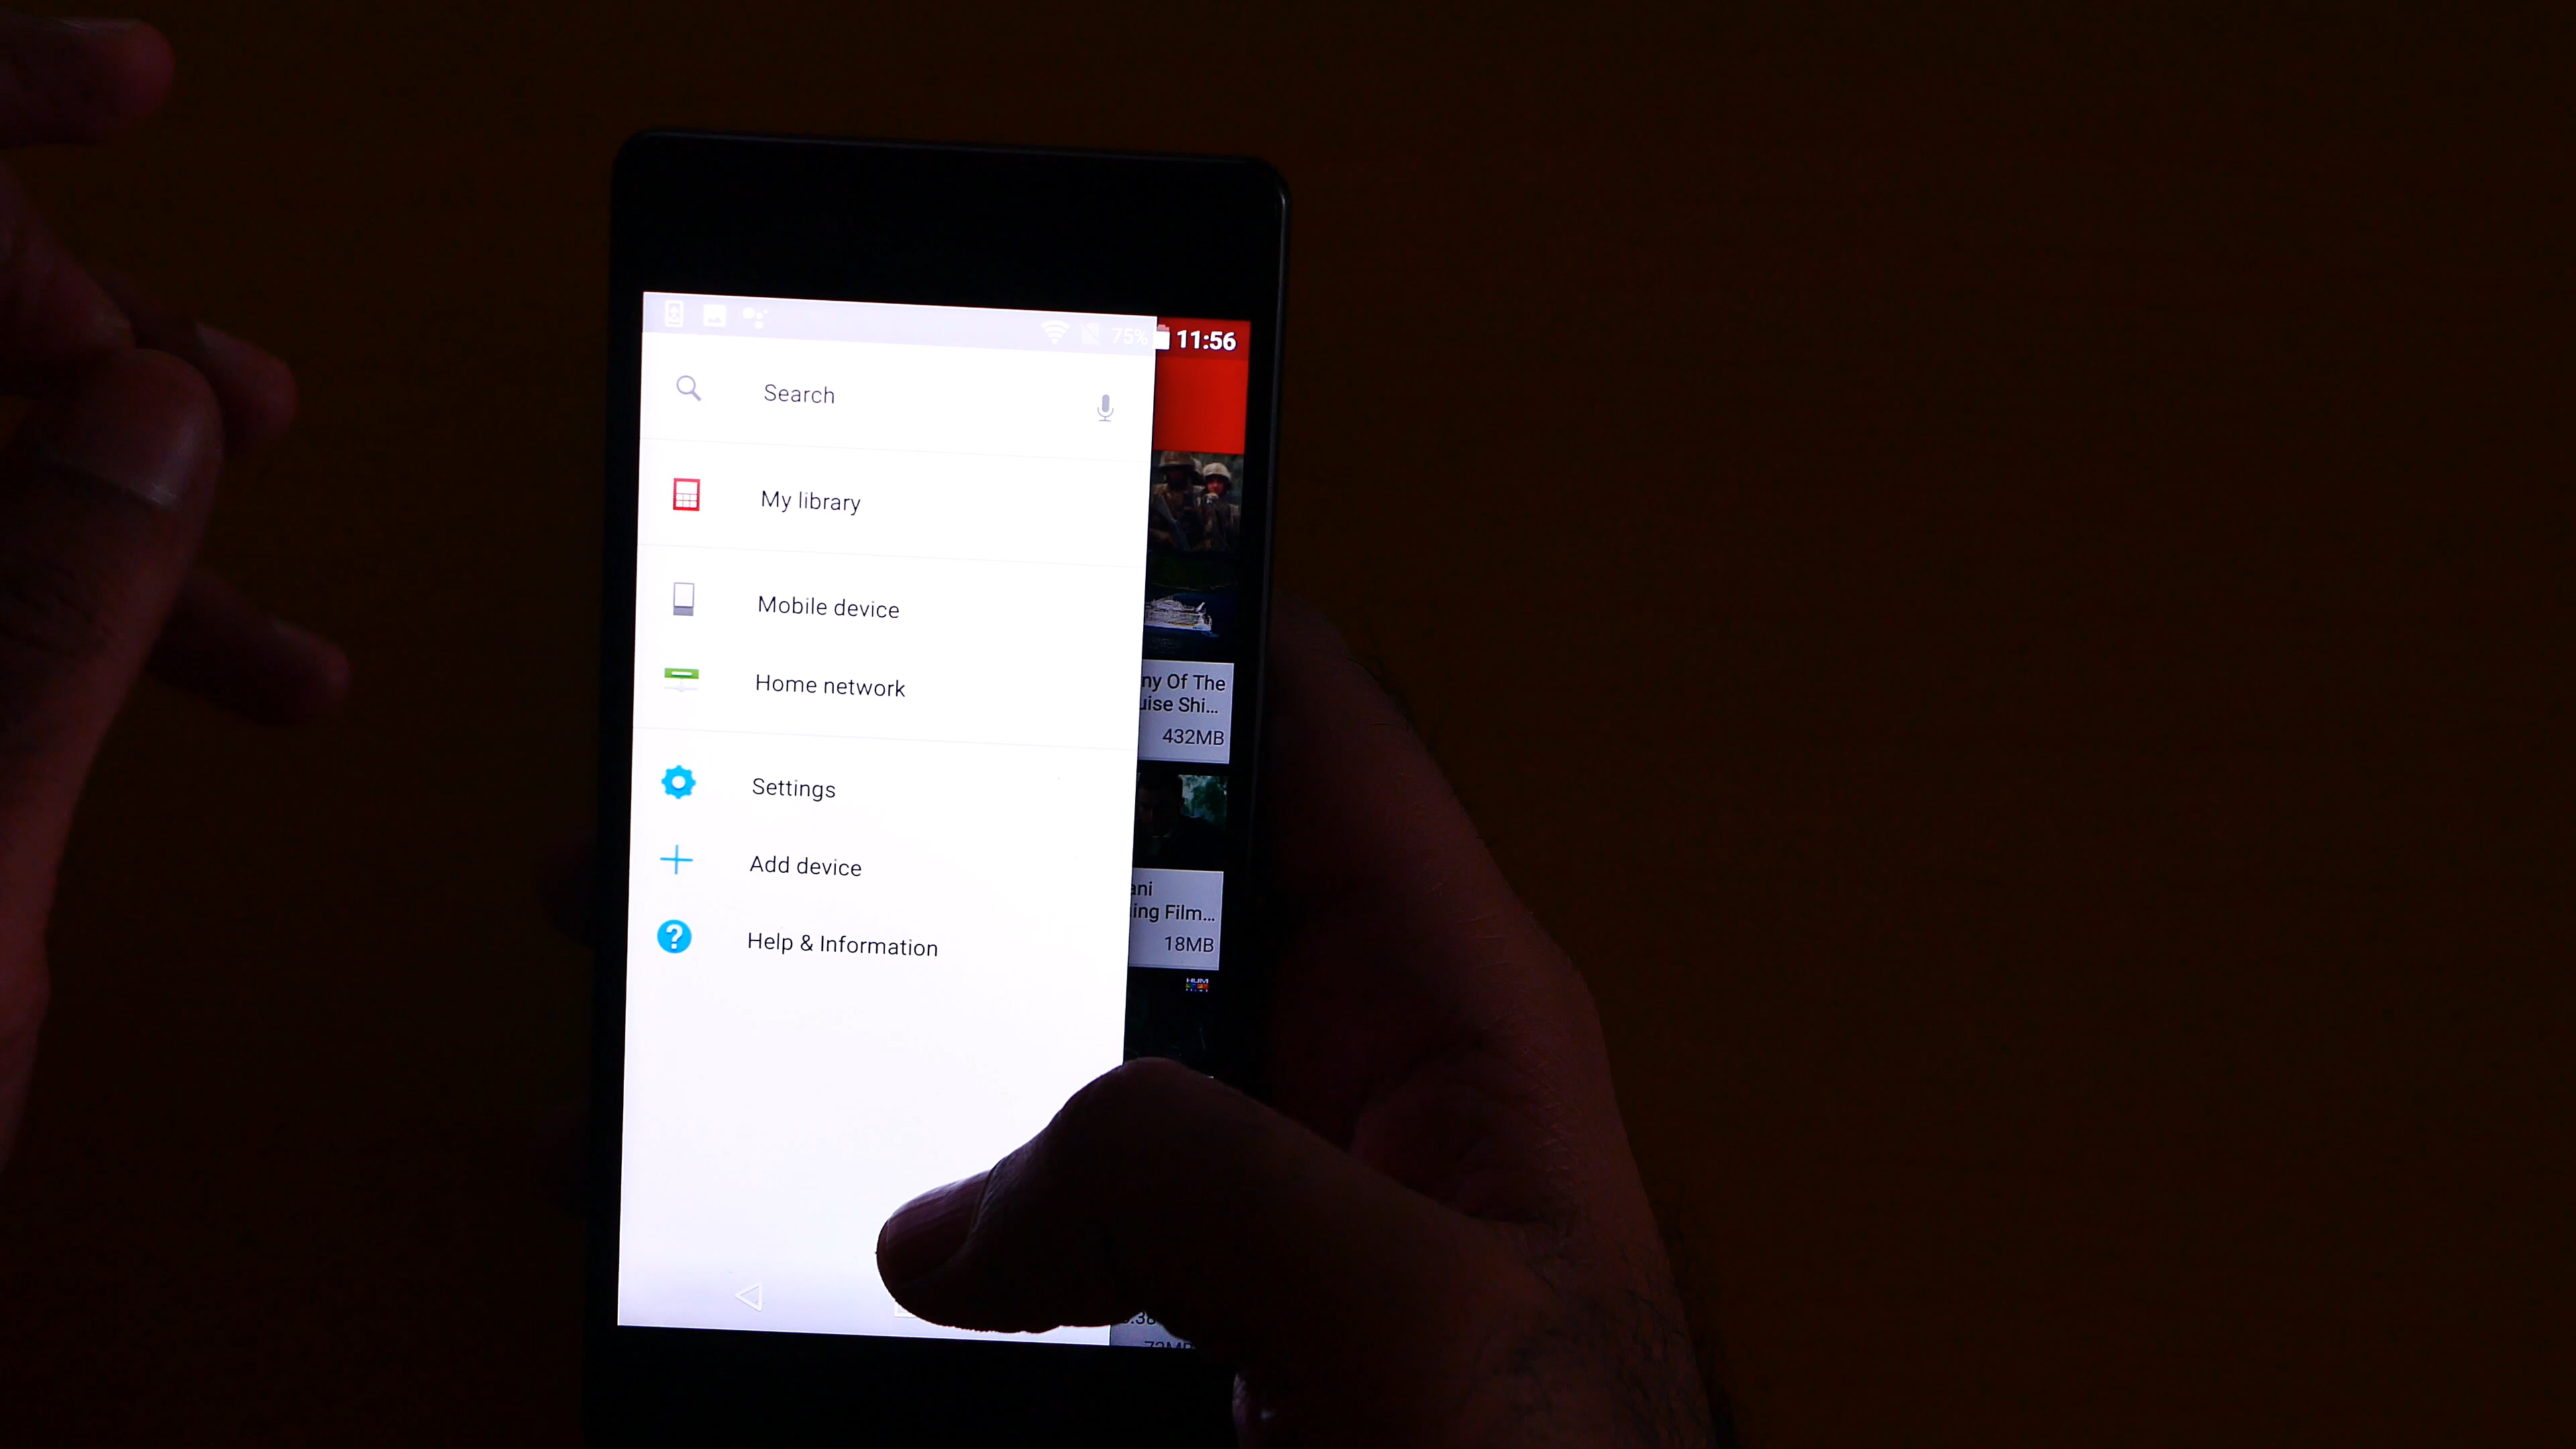 75% 11:56
Search
My library
Mobile device
Home network
Settings
Add device
Help & Information
ny Of The
uise Shi...
432MB
ani
ing Film...
18MB
HUM